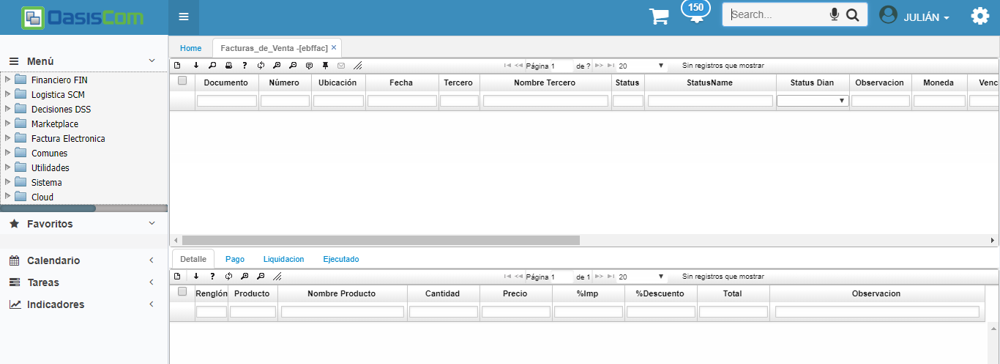 OasisCom
150
Search...
JULIÁN
Menú
Financiero FIN
Logistica SCM
Decisiones DSS
Marketplace
Factura Electronica
Comunes
Utilidades
Sistema
Cloud
Favoritos
Calendario
Tareas
Indicadores
Home
Facturas_de_Venta -[ebffac] ×
Página 1 de ? 20 Sin registros que mostrar
Documento Número Ubicación Fecha Tercero Nombre Tercero Status StatusName Status Dian Observacion Moneda Venc
Detalle Pago Liquidacion Ejecutado
Página 1 de 1 20 Sin registros que mostrar
Renglón Producto Nombre Producto Cantidad Precio %Imp %Descuento Total Observacion